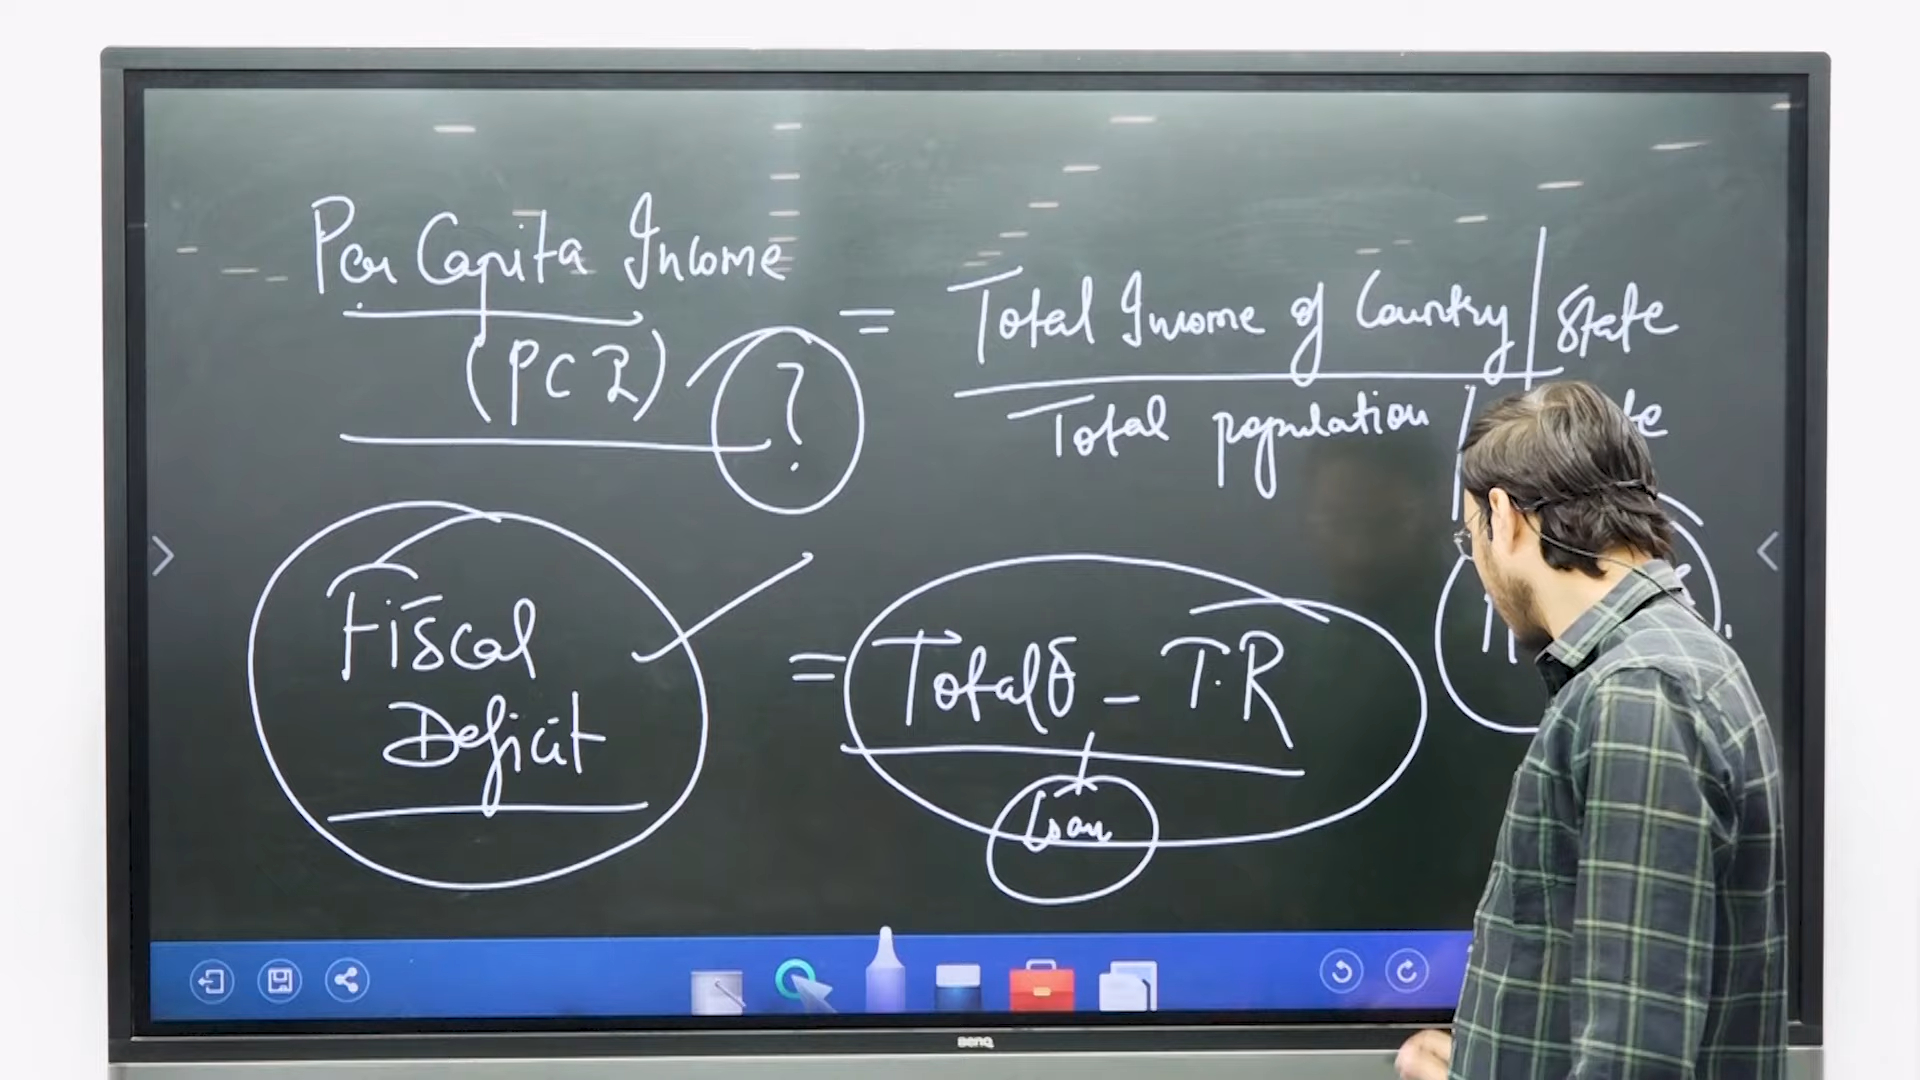 Per Capita Income
(PCI)
?
= Total Income of Country / State
Total population /
Fiscal
Deficit
= Total - T.R
Loan
BenQ